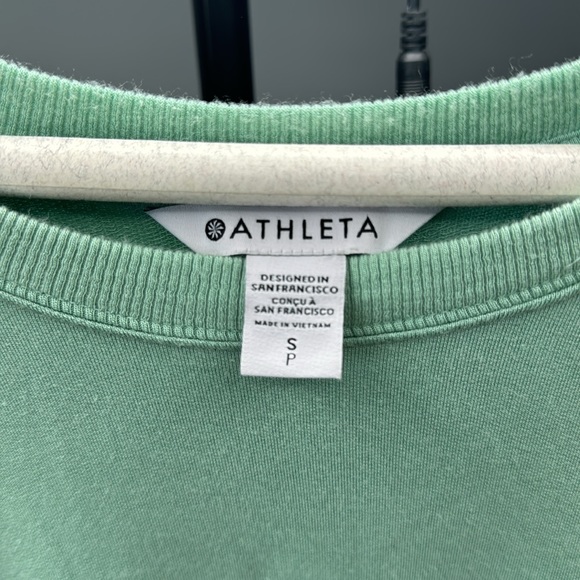 ATHLETA
DESIGNED IN
SAN FRANCISCO
CONÇU À
SAN FRANCISCO
MADE IN VIETNAM
S
P